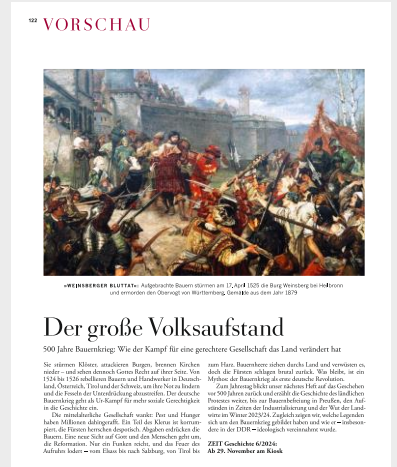 122 VORSCHAU
»WEINSBERGER BLUTTAT«: Aufgebrachte Bauern stürmen am 17. April 1525 die Burg Weinsberg bei Heilbronn
und ermorden den Obervogt von Württemberg, Gemälde aus dem Jahr 1879
Der große Volksaufstand
500 Jahre Bauernkrieg: Wie der Kampf für eine gerechtere Gesellschaft das Land verändert hat
Sie stürmen Klöster, attackieren Burgen, brennen Kirchen
nieder – und sehen dennoch Gottes Recht auf ihrer Seite. Von
1524 bis 1526 rebellieren Bauern und Handwerker in Deutsch-
land, Österreich, Tirol und der Schweiz, um ihre Not zu lindern
und die Fesseln der Unterdrückung abzustreifen. Der deutsche
Bauernkrieg geht als Ur-Kampf für mehr soziale Gerechtigkeit
in die Geschichte ein.
Die mittelalterliche Gesellschaft wankt: Pest und Hunger
haben Millionen dahingerafft. Ein Teil des Klerus ist korrum-
piert, die Fürsten herrschen despotisch. Abgaben erdrücken die
Bauern. Eine neue Sicht auf Gott und den Menschen geht um,
die Reformation. Nur ein Funken reicht, und das Feuer des
Aufruhrs lodert – vom Elsass bis nach Salzburg, von Tirol bis
zum Harz. Bauernheere ziehen durchs Land und verwüsten es,
doch die Fürsten schlagen brutal zurück. Was bleibt, ist ein
Mythos: der Bauernkrieg als erste deutsche Revolution.
Zum Jahrestag blickt unser nächstes Heft auf das Geschehen
vor 500 Jahren zurück und erzählt die Geschichte des ländlichen
Protestes weiter, bis zur Bauernbefreiung in Preußen, den Auf-
ständen in Zeiten der Industrialisierung und der Wut der Land-
wirte im Winter 2023/24. Zugleich zeigen wir, welche Legenden
sich um den Bauernkrieg gebildet haben und wie er – insbeson-
dere in der DDR – ideologisch vereinnahmt wurde.
ZEIT Geschichte 6/2024:
Ab 29. November am Kiosk